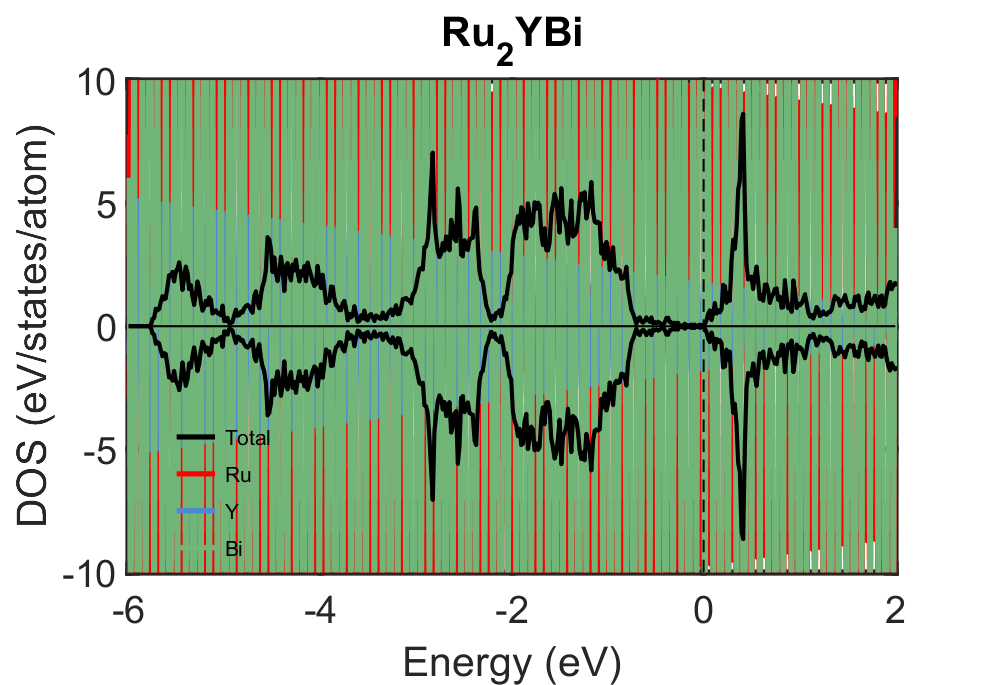 Ru2YBi
DOS (eV/states/atom)
10
5
0
-5
-10
Total
Ru
Y
Bi
-6 -4 -2 0 2
Energy (eV)